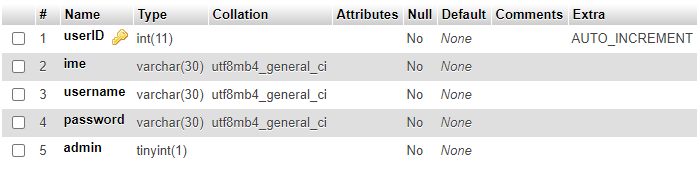 # Name Type Collation Attributes Null Default Comments Extra
1 userID int(11) No None AUTO_INCREMENT
2 ime varchar(30) utf8mb4_general_ci No None
3 username varchar(30) utf8mb4_general_ci No None
4 password varchar(30) utf8mb4_general_ci No None
5 admin tinyint(1) No None